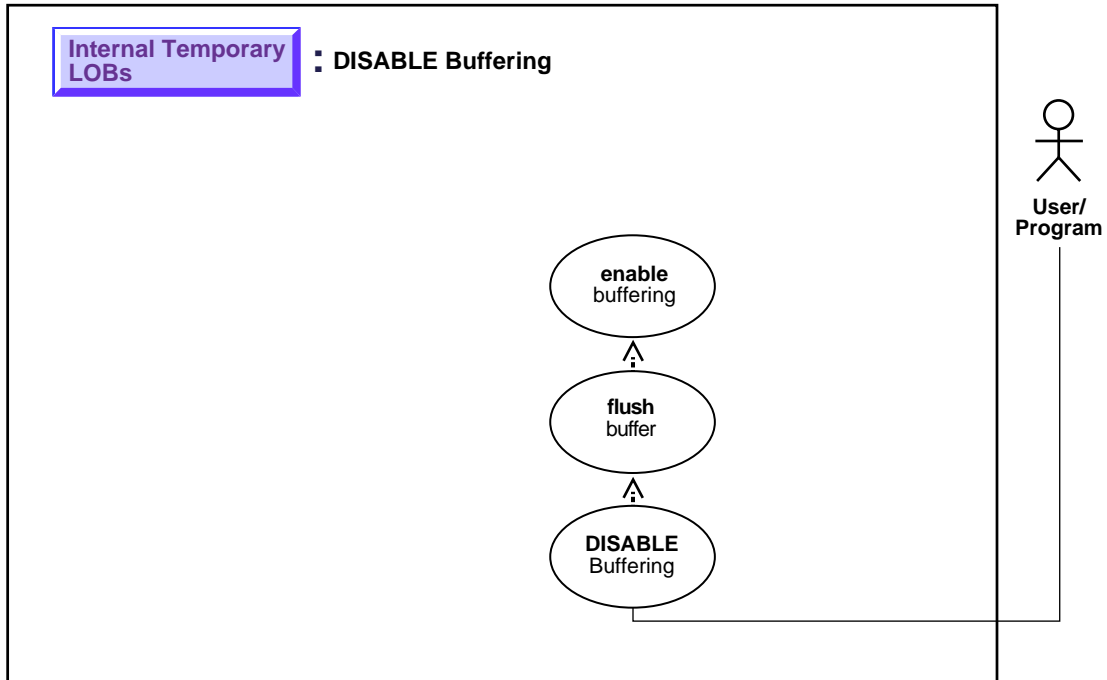 Internal Temporary
LOBs
: DISABLE Buffering
User/
Program
enable
buffering
flush
buffer
DISABLE
Buffering